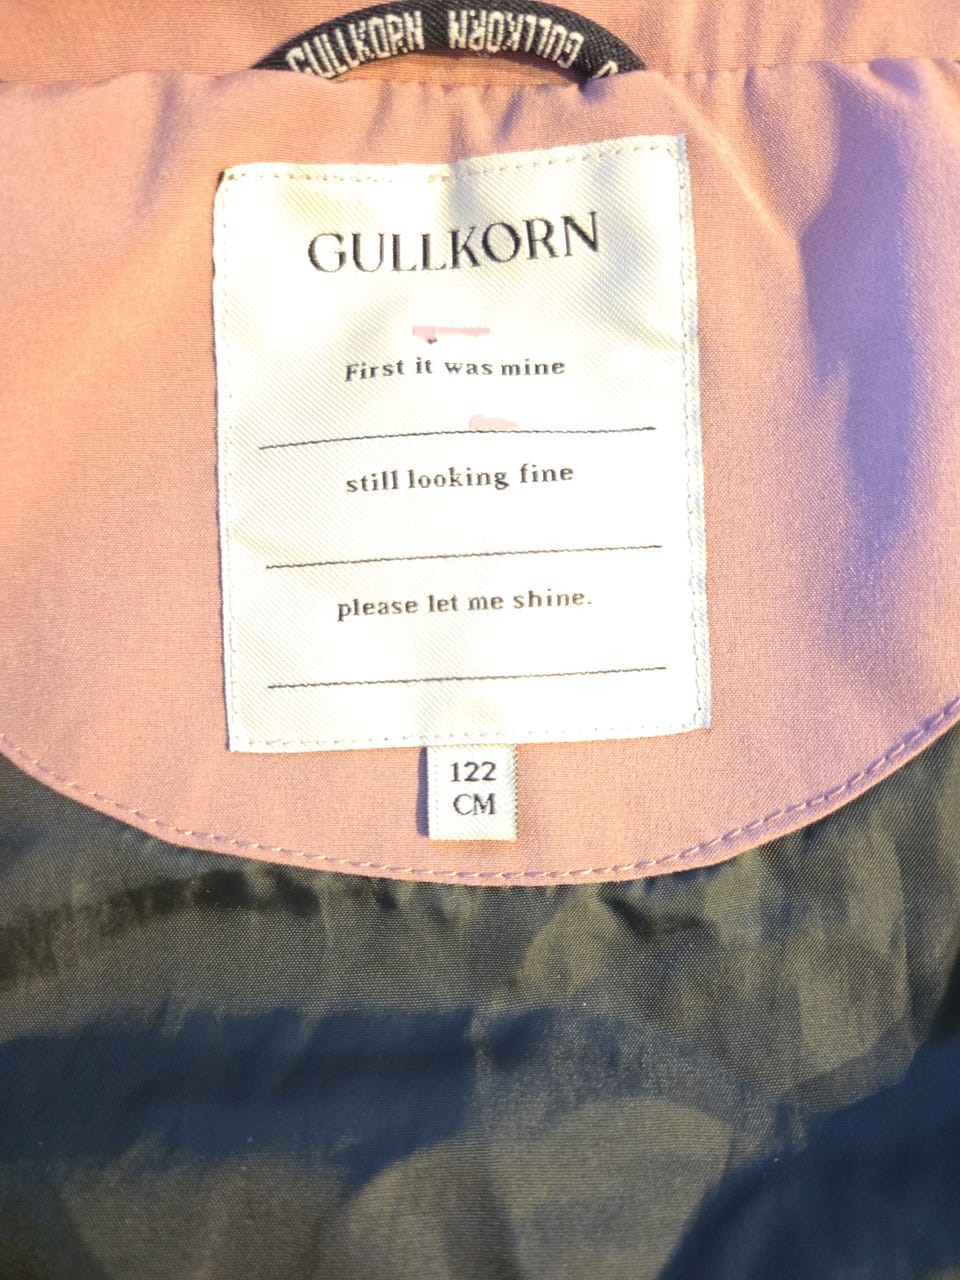 GULLKORN GULLKORN G
GULLKORN
First it was mine
still looking fine
please let me shine.
122
CM